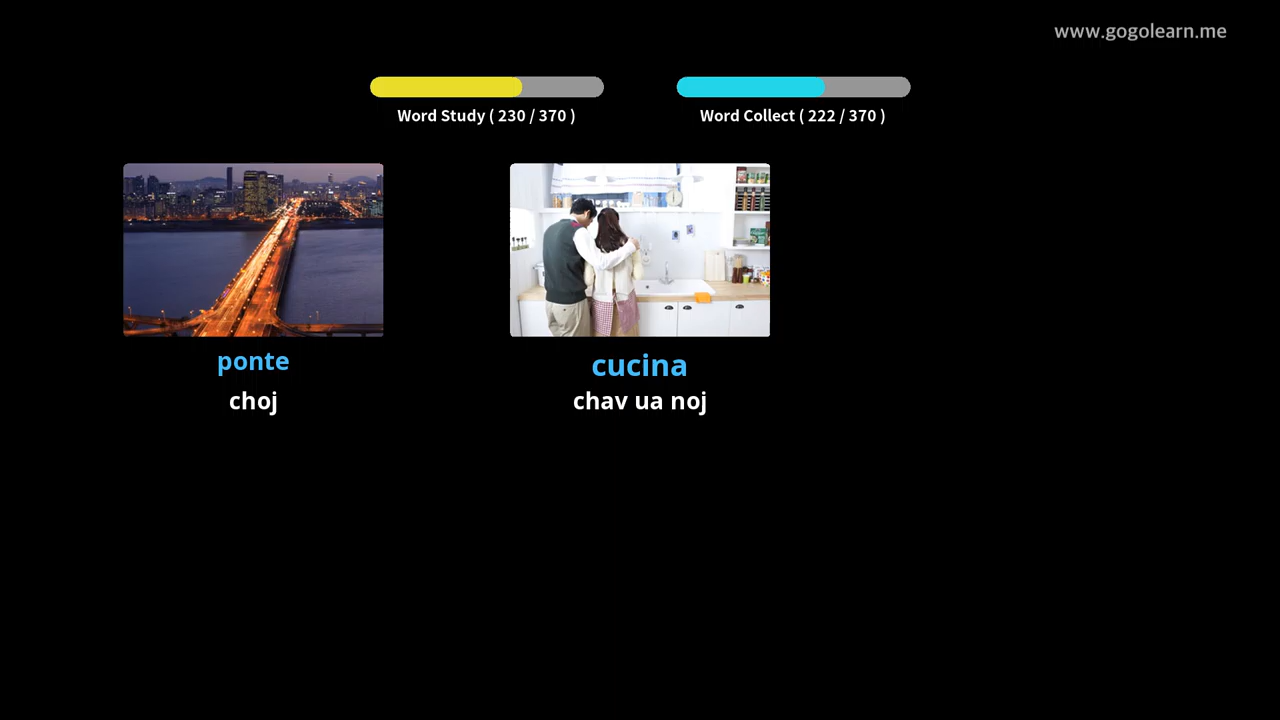 www.gogolearn.me
Word Study ( 230 / 370 )
Word Collect ( 222 / 370 )
ponte
cucina
choj
chav ua noj